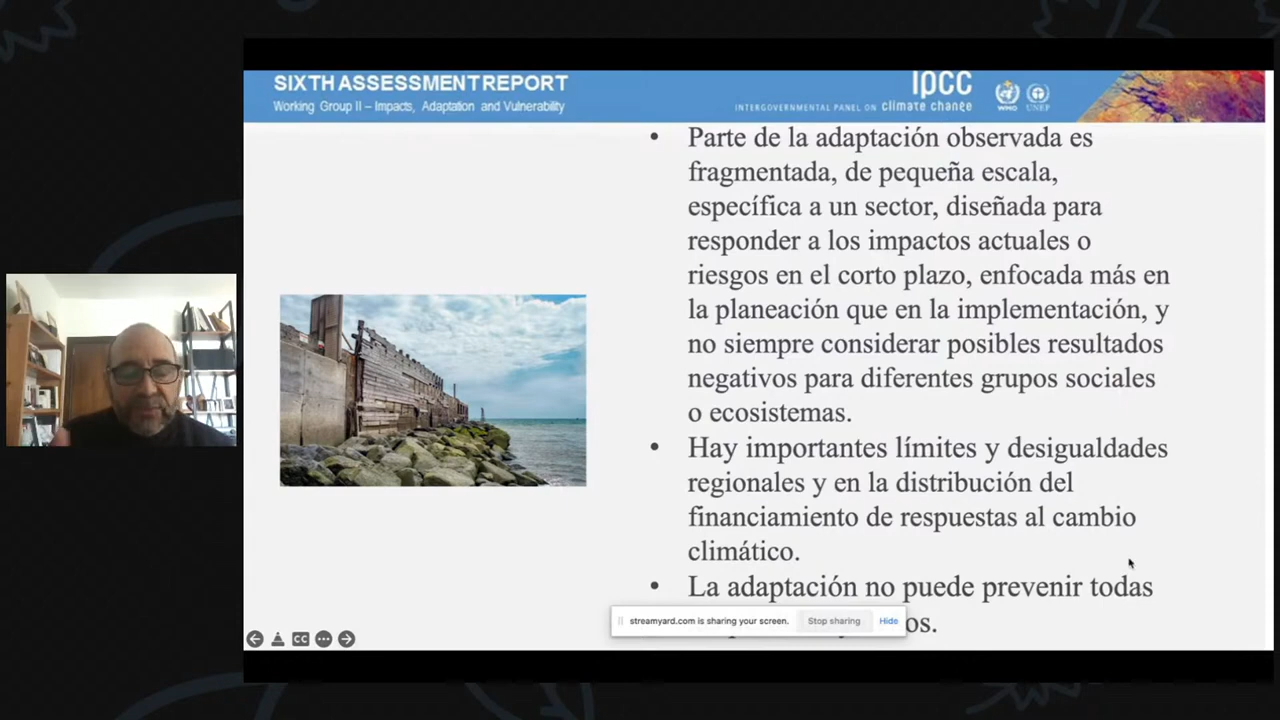 SIXTH ASSESSMENT REPORT
Working Group II – Impacts, Adaptation and Vulnerability
ipcc
INTERGOVERNMENTAL PANEL ON climate change
WMO
UNEP
• Parte de la adaptación observada es
fragmentada, de pequeña escala,
específica a un sector, diseñada para
responder a los impactos actuales o
riesgos en el corto plazo, enfocada más en
la planeación que en la implementación, y
no siempre considerar posibles resultados
negativos para diferentes grupos sociales
o ecosistemas.
• Hay importantes límites y desigualdades
regionales y en la distribución del
financiamiento de respuestas al cambio
climático.
• La adaptación no puede prevenir todas
os.
streamyard.com is sharing your screen.
Stop sharing
Hide
CC